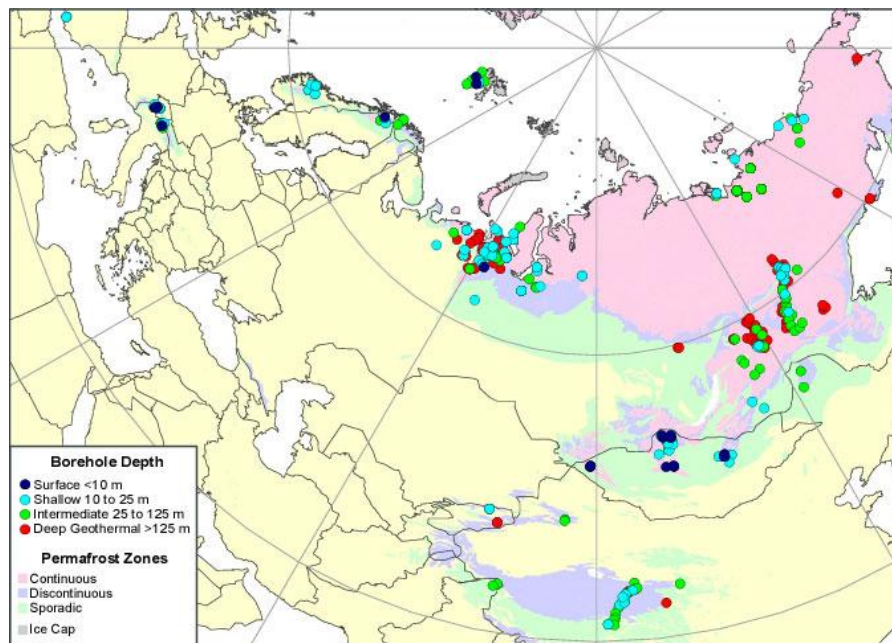 Borehole Depth
Surface <10 m
Shallow 10 to 25 m
Intermediate 25 to 125 m
Deep Geothermal >125 m
Permafrost Zones
Continuous
Discontinuous
Sporadic
Ice Cap